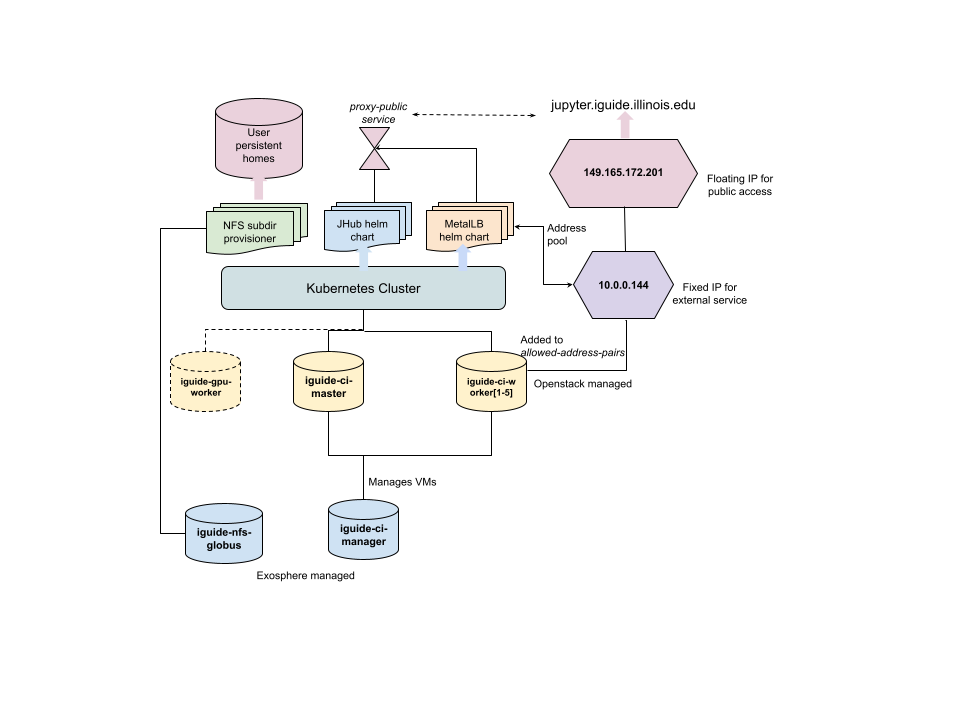 proxy-public
service
jupyter.iguide.illinois.edu
User
persistent
homes
149.165.172.201
Floating IP for
public access
NFS subdir
provisioner
JHub helm
chart
MetalLB
helm chart
Address
pool
Kubernetes Cluster
10.0.0.144
Fixed IP for
external service
Added to
allowed-address-pairs
iguide-gpu-
worker
iguide-ci-
master
iguide-ci-w
orker[1-5]
Openstack managed
Manages VMs
iguide-nfs-
globus
iguide-ci-
manager
Exosphere managed